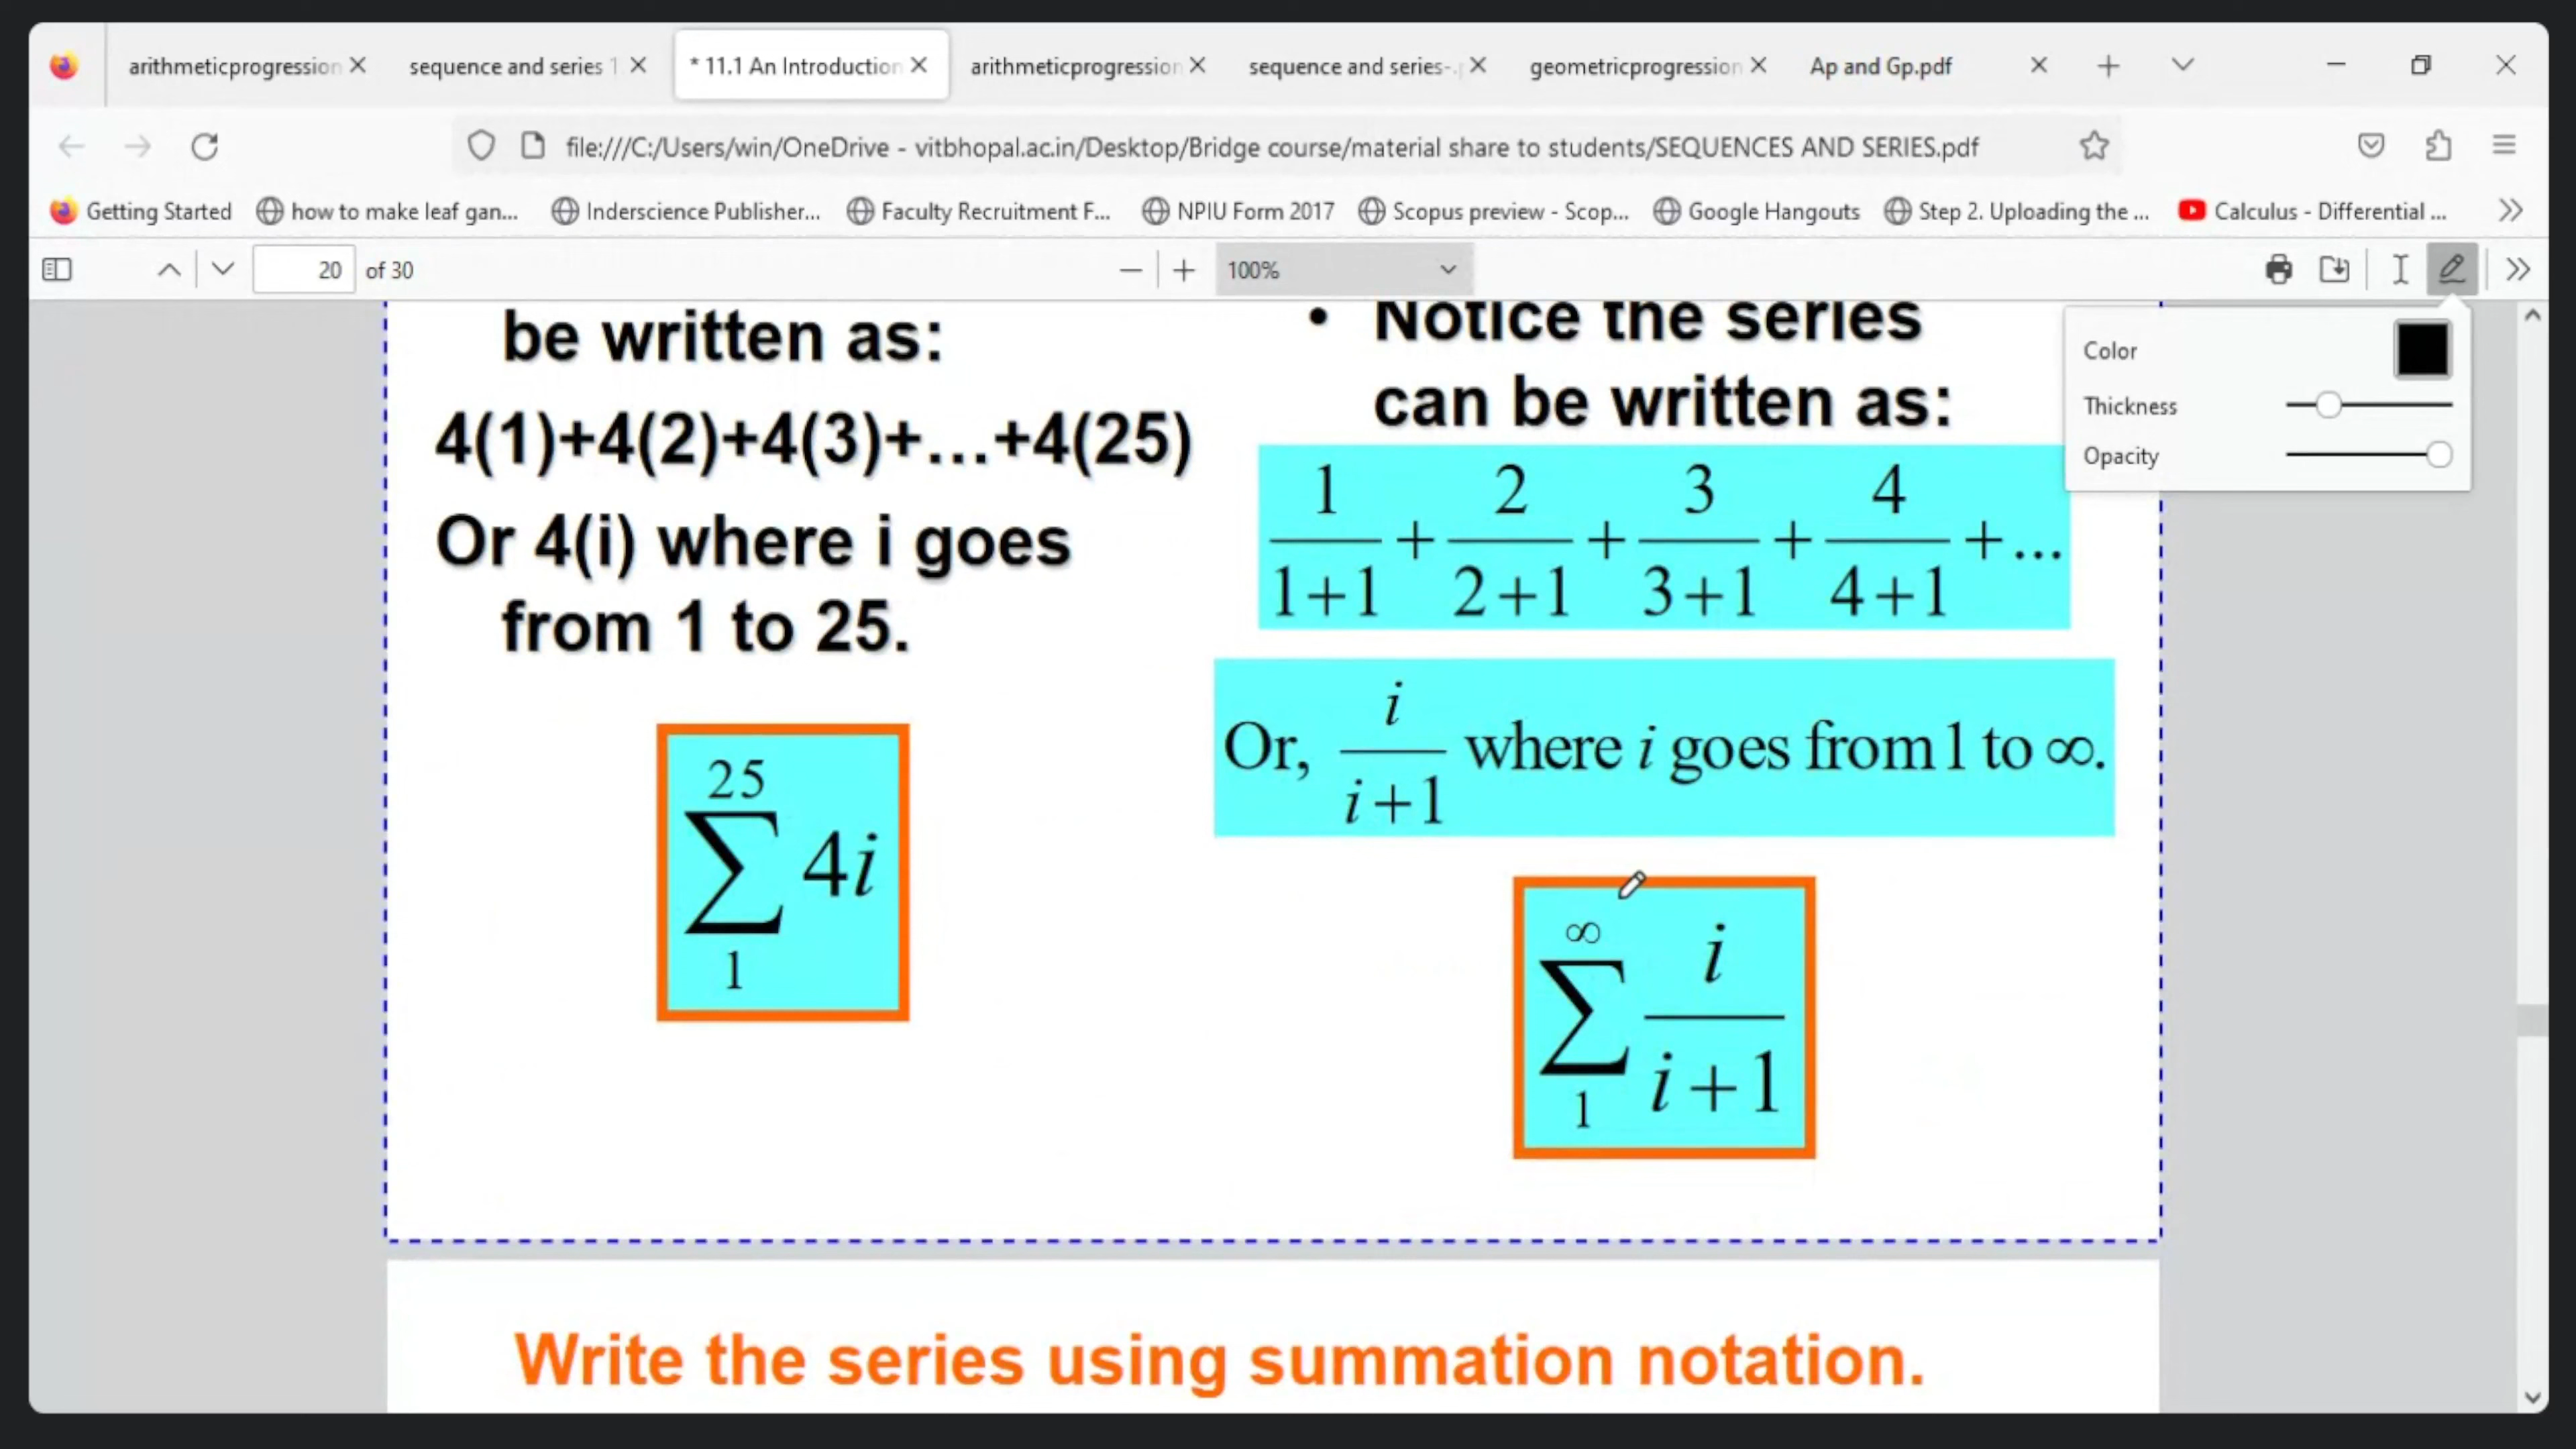 arithmeticprogression
sequence and series 1
* 11.1 An Introduction
arithmeticprogression
sequence and series-.p
geometricprogression
Ap and Gp.pdf
file:///C:/Users/win/OneDrive - vitbhopal.ac.in/Desktop/Bridge course/material share to students/SEQUENCES AND SERIES.pdf
Getting Started
how to make leaf gan...
Inderscience Publisher...
Faculty Recruitment F...
NPIU Form 2017
Scopus preview - Scop...
Google Hangouts
Step 2. Uploading the ...
Calculus - Differential ...
20 of 30
100%
Color
Thickness
Opacity
be written as:
4(1)+4(2)+4(3)+...+4(25)
Or 4(i) where i goes
from 1 to 25.
25
∑ 4i
1
• Notice the series
can be written as:
1/(1+1) + 2/(2+1) + 3/(3+1) + 4/(4+1) + ...
Or, i/(i+1) where i goes from 1 to ∞.
∞
∑ i/(i+1)
1
Write the series using summation notation.